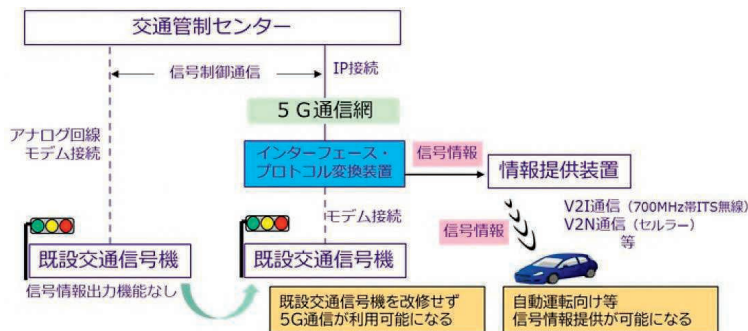 交通管制センター
信号制御通信
IP接続
5G通信網
アナログ回線
モデム接続
インターフェース・
プロトコル変換装置
信号情報
情報提供装置
モデム接続
V2I通信（700MHz帯ITS無線）
V2N通信（セルラー）
等
信号情報
既設交通信号機
既設交通信号機
信号情報出力機能なし
既設交通信号機を改修せず
5G通信が利用可能になる
自動運転向け等
信号情報提供が可能になる